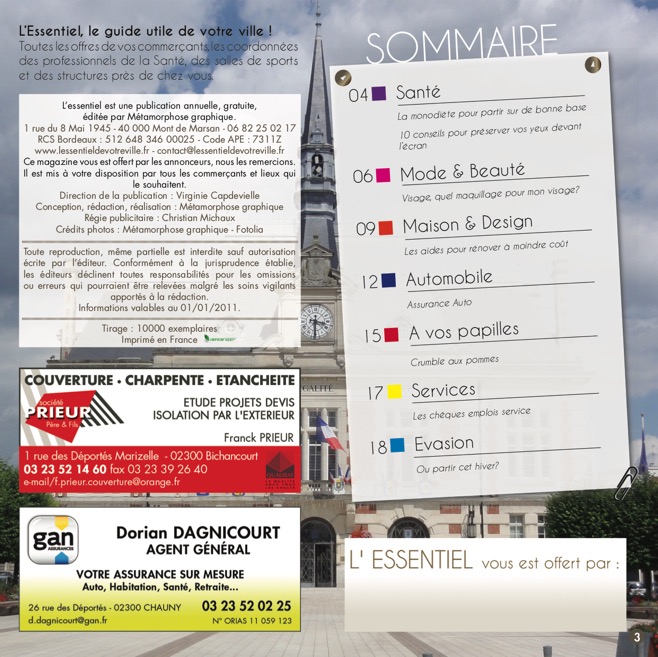 L'Essentiel, le guide utile de votre ville !
Toutes les offres de vos commerçants, les coordonnées
des professionnels de la Santé, des salles de sports
et des structures près de chez vous.
L'essentiel est une publication annuelle, gratuite,
éditée par Métamorphose graphique.
1 rue du 8 Mai 1945 - 40 000 Mont de Marsan - 06 82 25 02 17
RCS Bordeaux : 512 648 346 00025 - Code APE : 7311Z
www.lessentieldevotreville.fr - contact@lessentieldevotreville.fr
Ce magazine vous est offert par les annonceurs, nous les remercions.
Il est mis à votre disposition par tous les commerçants et lieux qui
le souhaitent.
Direction de la publication : Virginie Capdevielle
Conception, rédaction, réalisation : Métamorphose graphique
Régie publicitaire : Christian Michaux
Crédits photos : Métamorphose graphique - Fotolia
Toute reproduction, même partielle est interdite sauf autorisation
écrite par l'éditeur. Conformément à la jurisprudence établie,
les éditeurs déclinent toutes responsabilités pour les omissions
ou erreurs qui pourraient être relevées malgré les soins vigilants
apportés à la rédaction.
Informations valables au 01/01/2011.
Tirage : 10000 exemplaires
Imprimé en France
COUVERTURE • CHARPENTE • ETANCHEITE
société
PRIEUR
Père & Fils
ETUDE PROJETS DEVIS
ISOLATION PAR L'EXTERIEUR
Franck PRIEUR
1 rue des Déportés Marizelle - 02300 Bichancourt
03 23 52 14 60 fax 03 23 39 26 40
e-mail/f.prieur.couverture@orange.fr
QUALIBAT
gan
ASSURANCES
Dorian DAGNICOURT
AGENT GÉNÉRAL
VOTRE ASSURANCE SUR MESURE
Auto, Habitation, Santé, Retraite...
26 rue des Déportés - 02300 CHAUNY
03 23 52 02 25
d.dagnicourt@gan.fr
N° ORIAS 11 059 123
SOMMAIRE
04 Santé
La monodiète pour partir sur de bonne base
10 conseils pour préserver vos yeux devant
l'écran
06 Mode & Beauté
Visage, quel maquillage pour mon visage?
09 Maison & Design
Les aides pour rénover à moindre coût
12 Automobile
Assurance Auto
15 A vos papilles
Crumble aux pommes
17 Services
Les chèques emplois service
18 Evasion
Ou partir cet hiver?
L' ESSENTIEL vous est offert par :
3